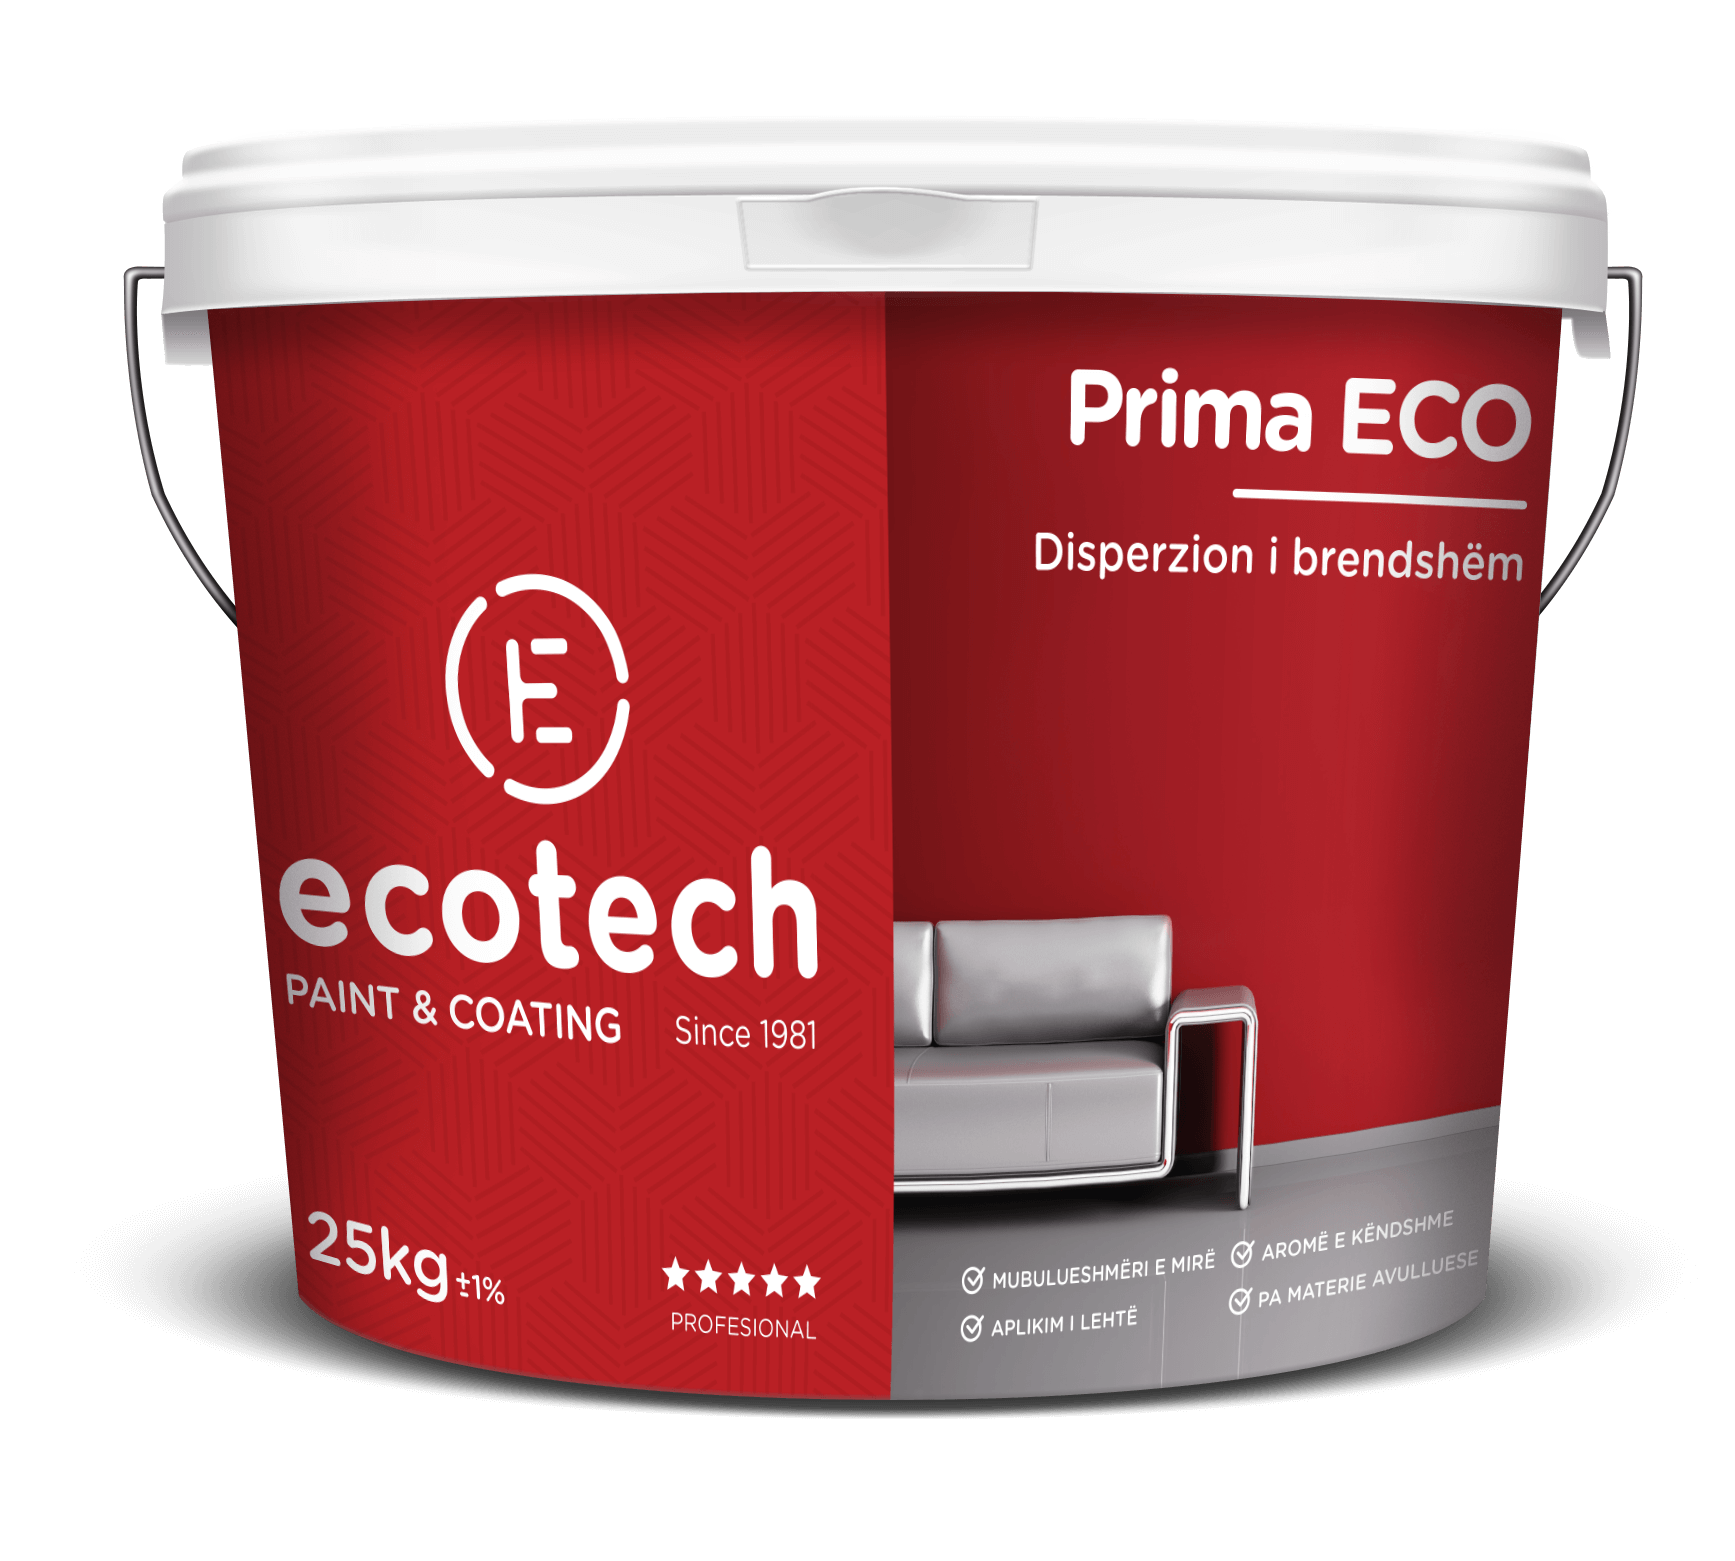 E
ecotech
PAINT & COATING
Since 1981
25kg ±1%
PROFESIONAL
Prima ECO
Disperzion i brendshëm
MUBULUESHMËRI E MIRË
APLIKIM I LEHTË
AROMË E KËNDSHME
PA MATERIE AVULLUESE